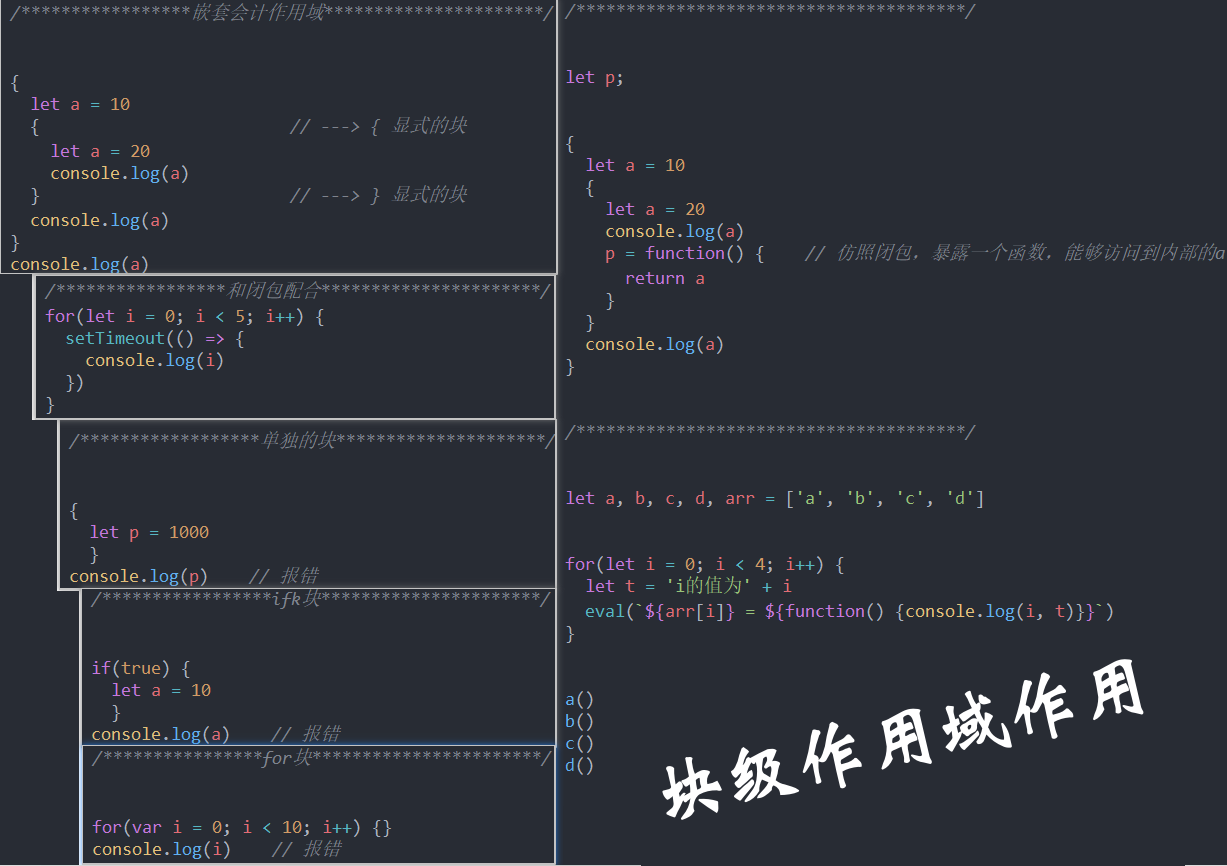 /*****************嵌套会计作用域**********************/
{
  let a = 10
  {                         // ---> { 显式的块
    let a = 20
    console.log(a)
  }                         // ---> } 显式的块
  console.log(a)
}
console.log(a)
/*****************和闭包配合**********************/
for(let i = 0; i < 5; i++) {
  setTimeout(() => {
    console.log(i)
  })
}
/******************单独的块*********************/
{
  let p = 1000
  }
console.log(p)    // 报错
/*****************ifk块**********************/
if(true) {
  let a = 10
  }
console.log(a)    // 报错
/****************for块***********************/
for(var i = 0; i < 10; i++) {}
console.log(i)    // 报错
/***************************************/
let p;
{
  let a = 10
  {
    let a = 20
    console.log(a)
    p = function() {    // 仿照闭包，暴露一个函数，能够访问到内部的a
      return a
    }
  }
  console.log(a)
}
/***************************************/
let a, b, c, d, arr = ['a', 'b', 'c', 'd']
for(let i = 0; i < 4; i++) {
  let t = 'i的值为' + i
  eval(`${arr[i]} = ${function() {console.log(i, t)}}`)
}
a()
b()
c()
d()
块级作用域作用